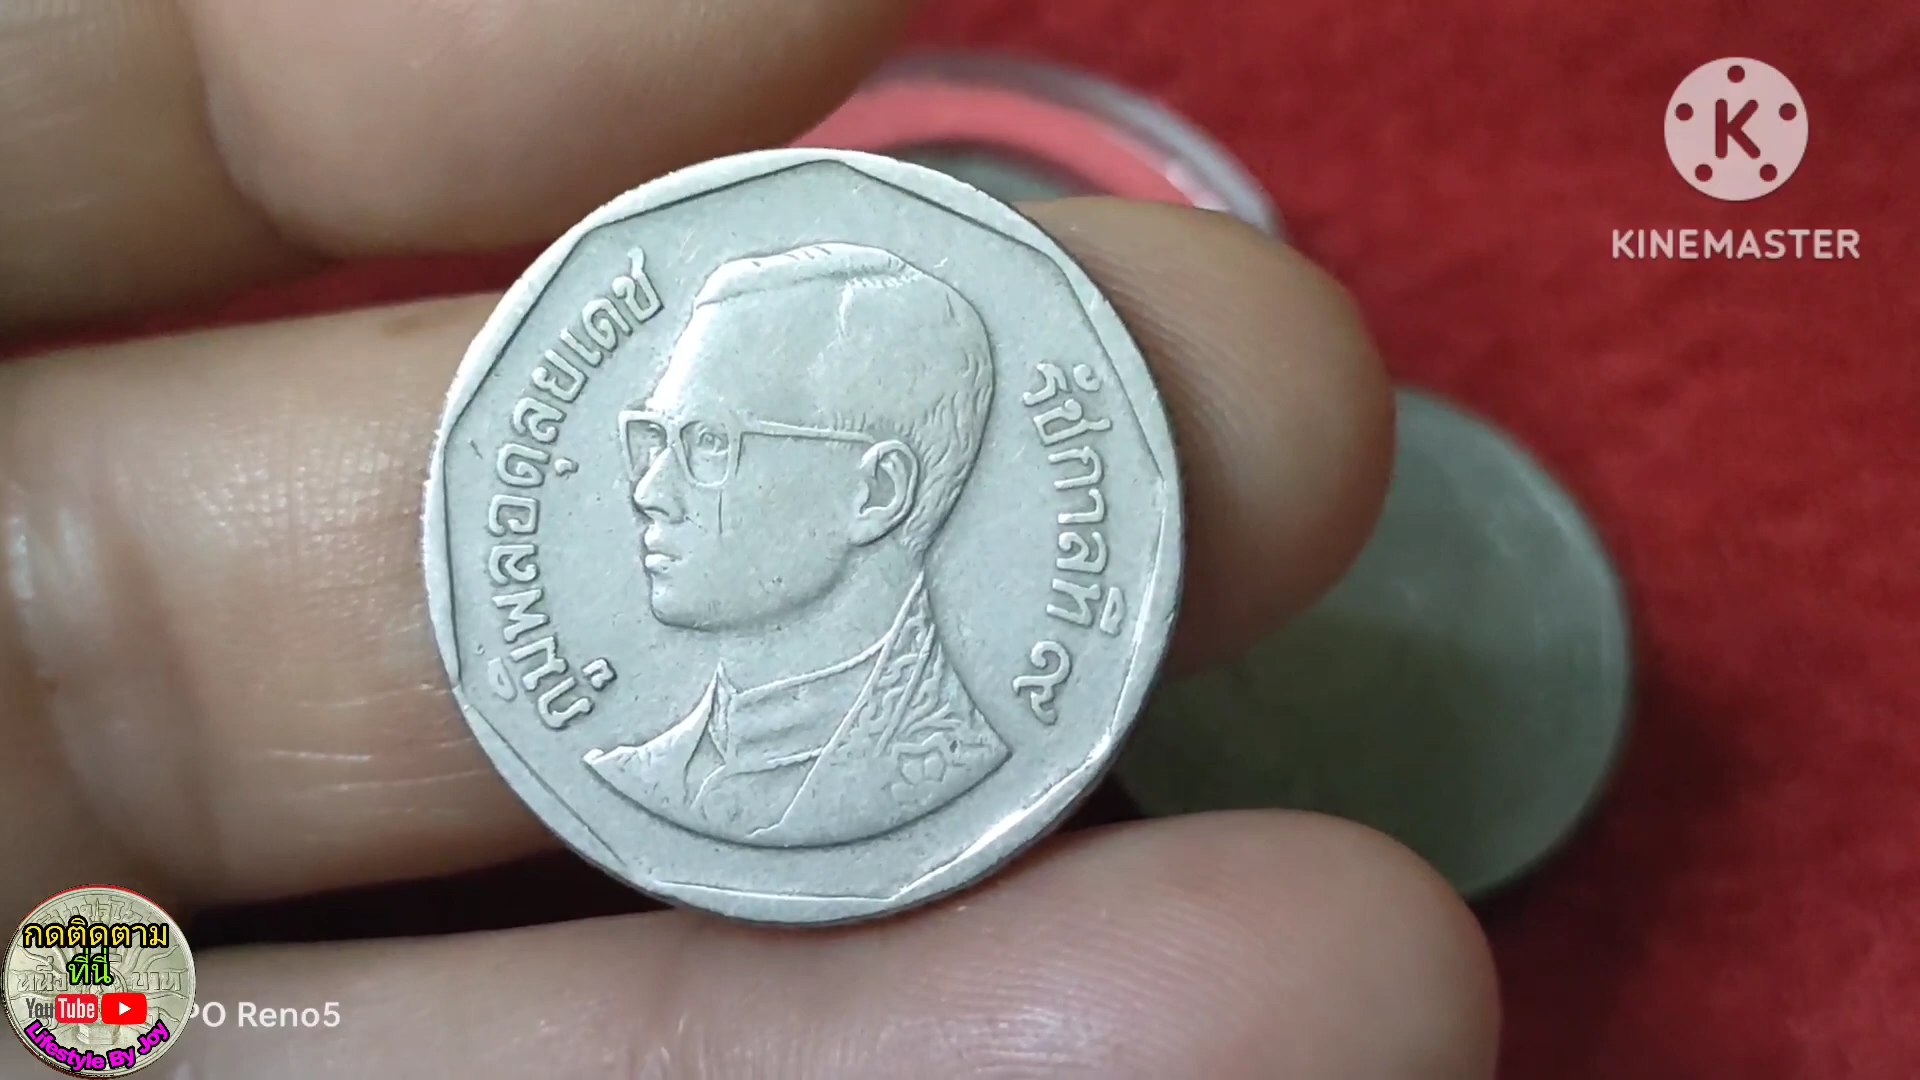 K
KINEMASTER
ภูมิพลอดุลยเดช
รัชกาลที่ ๙
กดติดตาม
ที่นี่
YouTube
Lifestyle By Joy
PO Reno5